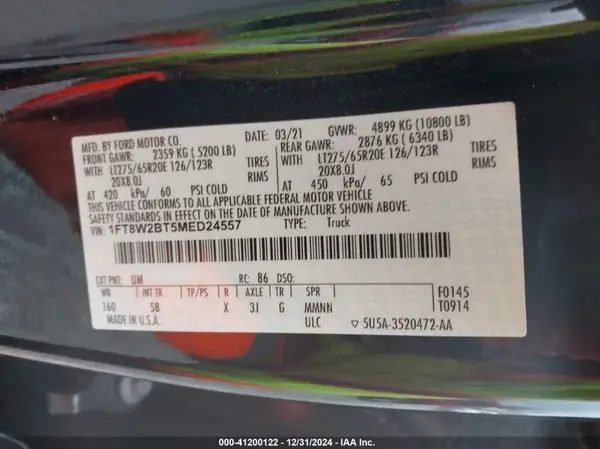 MFD. BY FORD MOTOR CO.
DATE: 03/21 GVWR: 4899 KG (10800 LB)
FRONT GAWR: 2359 KG ( 5200 LB) REAR GAWR: 2876 KG ( 6340 LB)
WITH LT275/65R20E 126/123R TIRES WITH LT275/65R20E 126/123R TIRES
20X8.0J RIMS 20X8.0J RIMS
AT 420 kPa/ 60 PSI COLD AT 450 kPa/ 65 PSI COLD
THIS VEHICLE CONFORMS TO ALL APPLICABLE FEDERAL MOTOR VEHICLE
SAFETY STANDARDS IN EFFECT ON THE DATE OF MANUFACTURE SHOWN ABOVE.
VIN: 1FT8W2BT5MED24557 TYPE: Truck
EXT PNT: UM RC: 86 DSO:
WB INT TR TP/PS R AXLE TR SPR F0145
160 5B X 3J G MMNN T0914
MADE IN U.S.A. ULC ▽ 5U5A-3520472-AA
000-41200122 - 12/31/2024 - IAA Inc.